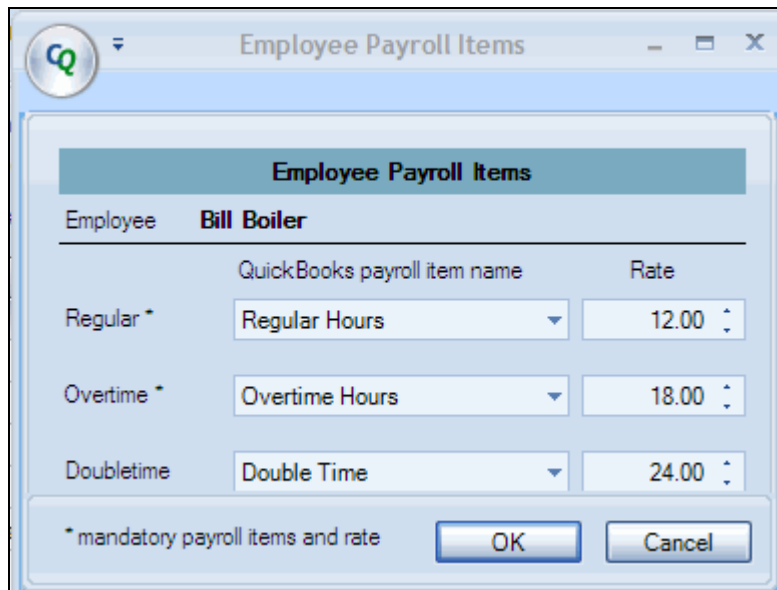 CQ Employee Payroll Items
Employee Payroll Items
Employee Bill Boiler
QuickBooks payroll item name Rate
Regular * Regular Hours 12.00
Overtime * Overtime Hours 18.00
Doubletime Double Time 24.00
* mandatory payroll items and rate OK Cancel